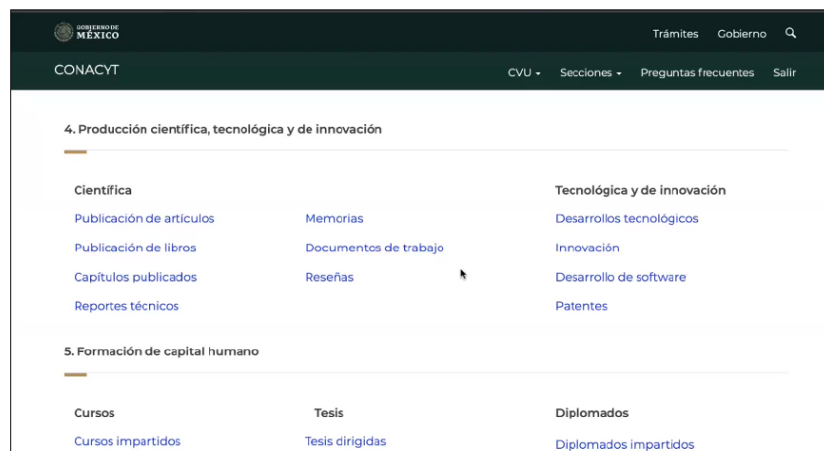 GOBIERNO DE
MÉXICO
Trámites Gobierno
CONACYT
CVU Secciones Preguntas frecuentes Salir
4. Producción científica, tecnológica y de innovación
Científica Tecnológica y de innovación
Publicación de artículos Memorias Desarrollos tecnológicos
Publicación de libros Documentos de trabajo Innovación
Capítulos publicados Reseñas Desarrollo de software
Reportes técnicos Patentes
5. Formación de capital humano
Cursos Tesis Diplomados
Cursos impartidos Tesis dirigidas Diplomados impartidos